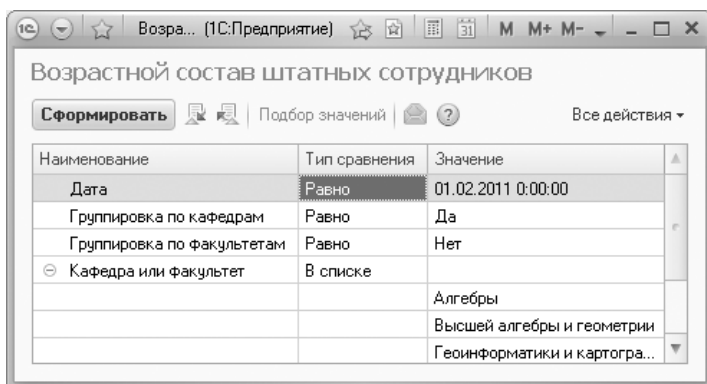 1С Возра... (1С:Предприятие) 31 M M+ M-
Возрастной состав штатных сотрудников
Сформировать Подбор значений ? Все действия
Наименование Тип сравнения Значение
Дата Равно 01.02.2011 0:00:00
Группировка по кафедрам Равно Да
Группировка по факультетам Равно Нет
Кафедра или факультет В списке
Алгебры
Высшей алгебры и геометрии
Геоинформатики и картогра...